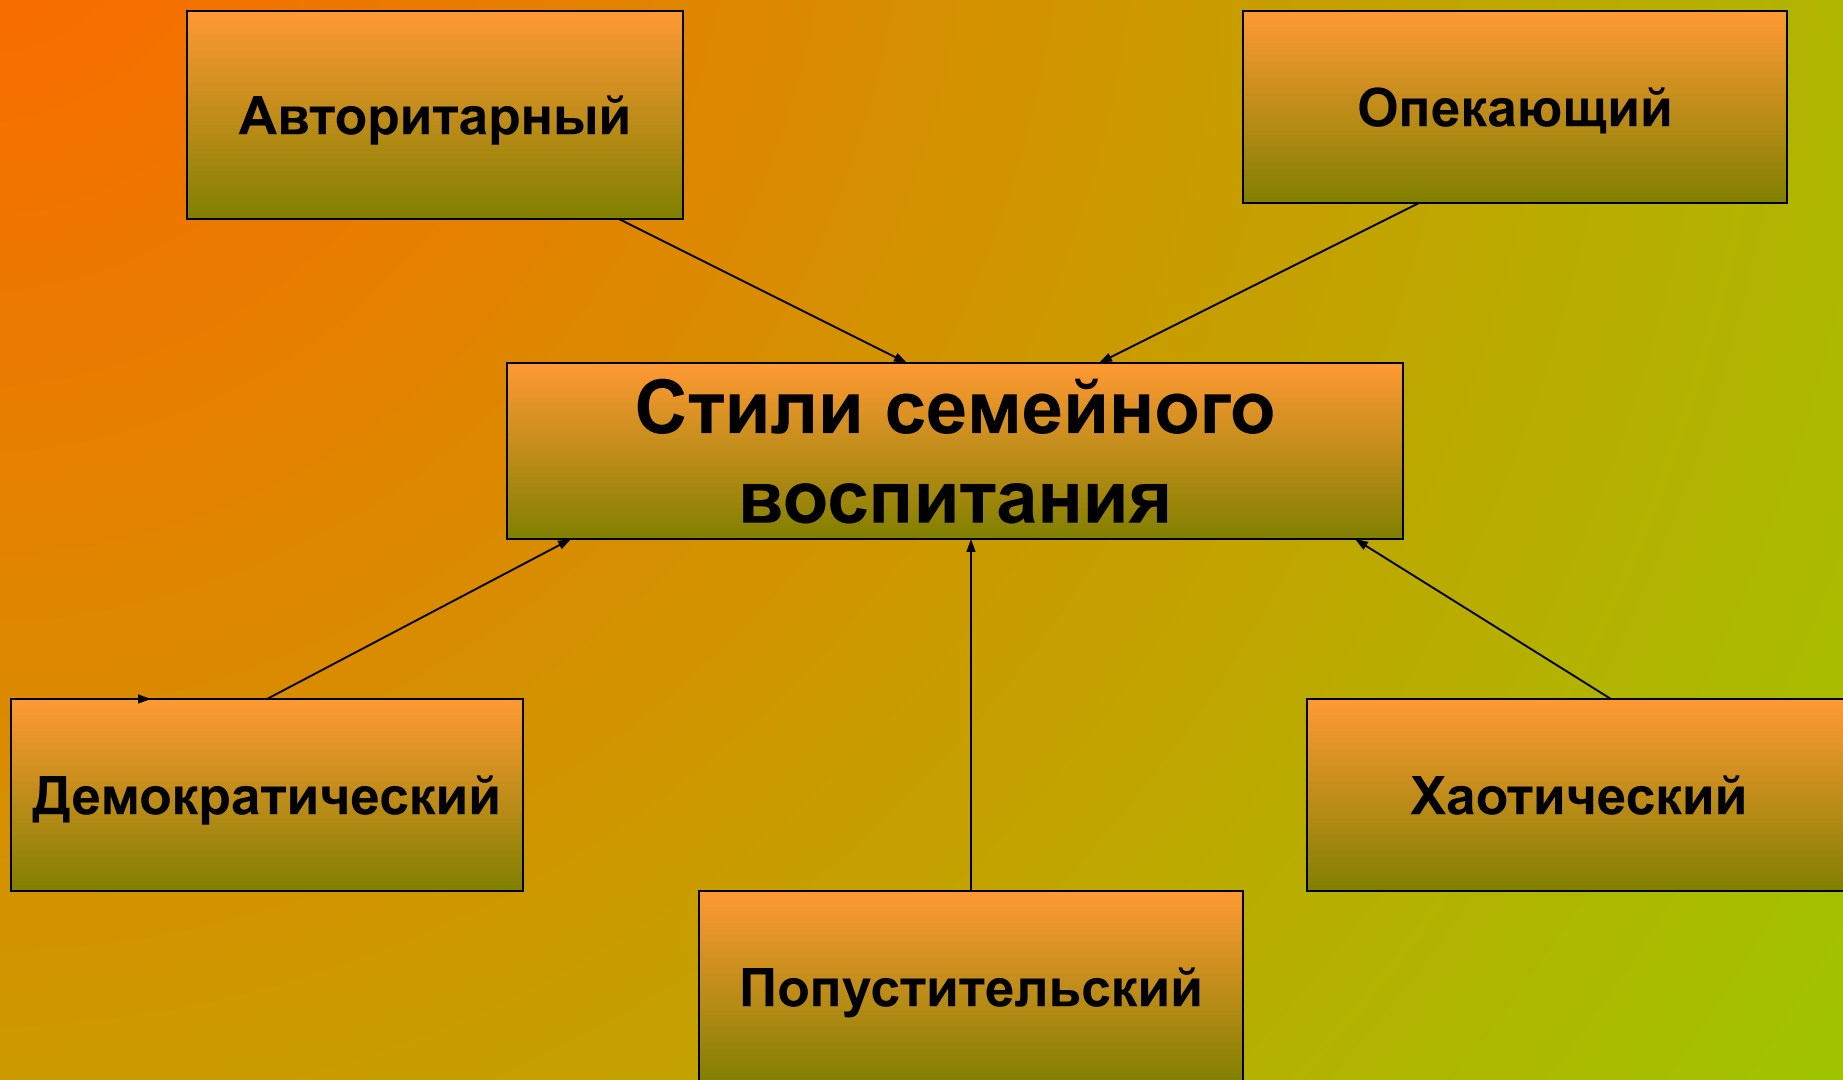 Авторитарный
Опекающий
Стили семейного
воспитания
Демократический
Хаотический
Попустительский